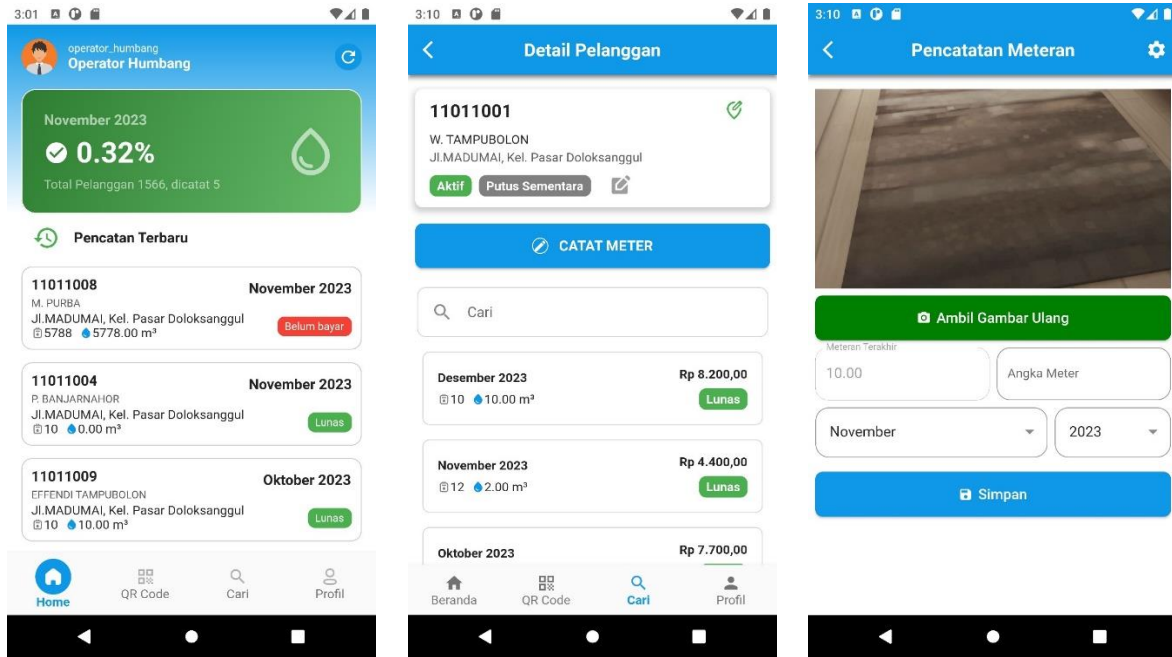 3:01
operator_humbang
Operator Humbang
November 2023
0.32%
Total Pelanggan 1566, dicatat 5
Pencatan Terbaru
11011008
November 2023
M. PURBA
Jl.MADUMAI, Kel. Pasar Doloksanggul
5788 5778.00 m³
Belum bayar
11011004
November 2023
P. BANJARNAHOR
Jl.MADUMAI, Kel. Pasar Doloksanggul
10 0.00 m³
Lunas
11011009
Oktober 2023
EFFENDI TAMPUBOLON
Jl.MADUMAI, Kel. Pasar Doloksanggul
10 10.00 m³
Lunas
Home
QR Code
Cari
Profil
3:10
Detail Pelanggan
11011001
W. TAMPUBOLON
Jl.MADUMAI, Kel. Pasar Doloksanggul
Aktif
Putus Sementara
CATAT METER
Cari
Desember 2023
Rp 8.200,00
10 10.00 m³
Lunas
November 2023
Rp 4.400,00
12 2.00 m³
Lunas
Oktober 2023
Rp 7.700,00
Beranda
QR Code
Cari
Profil
3:10
Pencatatan Meteran
Ambil Gambar Ulang
Meteran Terakhir
10.00
Angka Meter
November
2023
Simpan